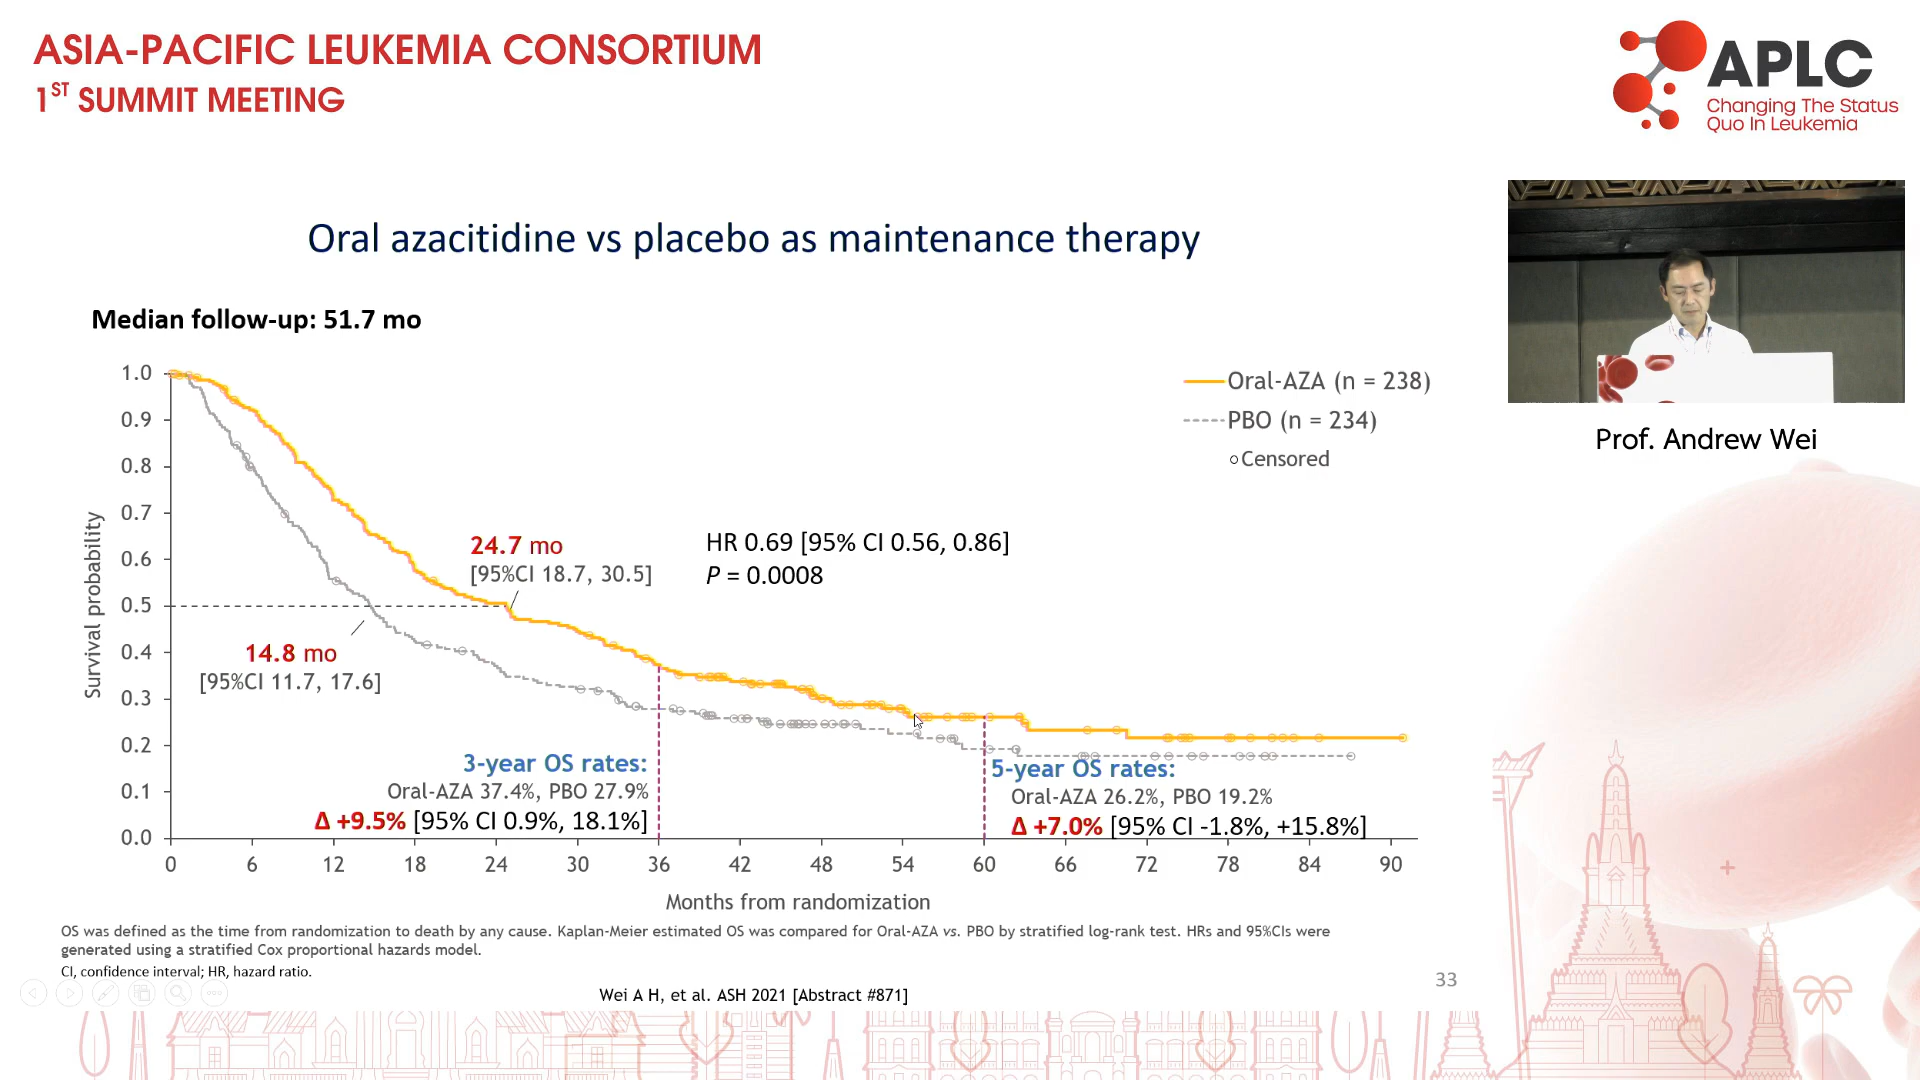 ASIA-PACIFIC LEUKEMIA CONSORTIUM
1ST SUMMIT MEETING
APLC
Changing The Status
Quo In Leukemia
Oral azacitidine vs placebo as maintenance therapy
Median follow-up: 51.7 mo
Prof. Andrew Wei
Oral-AZA (n = 238)
PBO (n = 234)
Censored
Survival probability
1.0
0.9
0.8
0.7
0.6
0.5
0.4
0.3
0.2
0.1
0.0
24.7 mo
[95%CI 18.7, 30.5]
HR 0.69 [95% CI 0.56, 0.86]
P = 0.0008
14.8 mo
[95%CI 11.7, 17.6]
3-year OS rates:
Oral-AZA 37.4%, PBO 27.9%
Δ +9.5% [95% CI 0.9%, 18.1%]
5-year OS rates:
Oral-AZA 26.2%, PBO 19.2%
Δ +7.0% [95% CI -1.8%, +15.8%]
0 6 12 18 24 30 36 42 48 54 60 66 72 78 84 90
Months from randomization
OS was defined as the time from randomization to death by any cause. Kaplan-Meier estimated OS was compared for Oral-AZA vs. PBO by stratified log-rank test. HRs and 95%CIs were
generated using a stratified Cox proportional hazards model.
CI, confidence interval; HR, hazard ratio.
33
Wei A H, et al. ASH 2021 [Abstract #871]